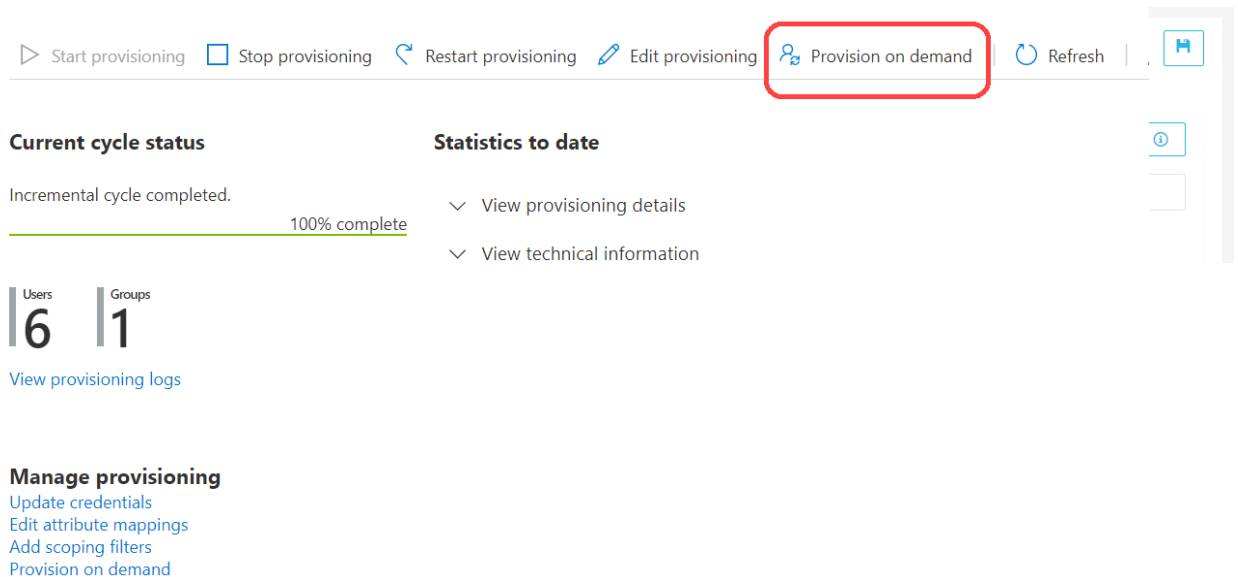 Start provisioning Stop provisioning Restart provisioning Edit provisioning Provision on demand Refresh
Current cycle status
Statistics to date
Incremental cycle completed.
100% complete
View provisioning details
View technical information
Users
6
Groups
1
View provisioning logs
Manage provisioning
Update credentials
Edit attribute mappings
Add scoping filters
Provision on demand